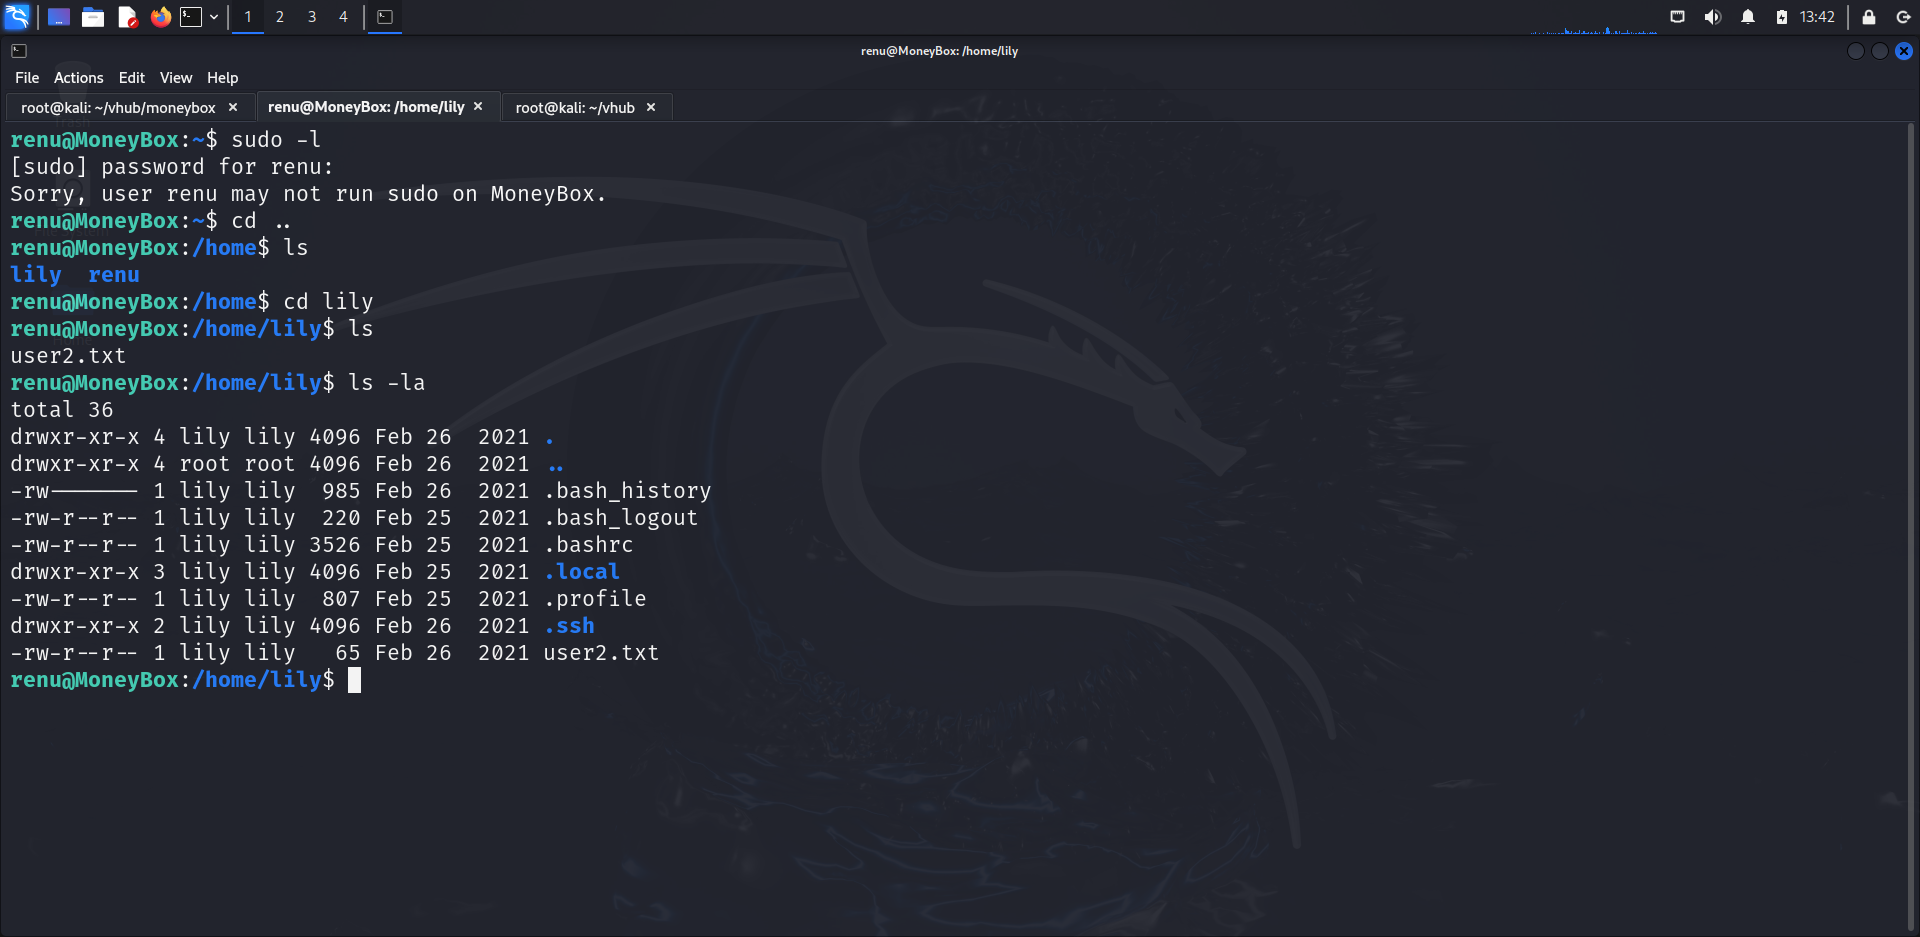 1 2 3 4 13:42
renu@MoneyBox: /home/lily
File Actions Edit View Help
root@kali: ~/vhub/moneybox × renu@MoneyBox: /home/lily × root@kali: ~/vhub ×
renu@MoneyBox:~$ sudo -l
[sudo] password for renu:
Sorry, user renu may not run sudo on MoneyBox.
renu@MoneyBox:~$ cd ..
renu@MoneyBox:/home$ ls
lily  renu
renu@MoneyBox:/home$ cd lily
renu@MoneyBox:/home/lily$ ls
user2.txt
renu@MoneyBox:/home/lily$ ls -la
total 36
drwxr-xr-x 4 lily lily 4096 Feb 26  2021 .
drwxr-xr-x 4 root root 4096 Feb 26  2021 ..
-rw------- 1 lily lily  985 Feb 26  2021 .bash_history
-rw-r--r-- 1 lily lily  220 Feb 25  2021 .bash_logout
-rw-r--r-- 1 lily lily 3526 Feb 25  2021 .bashrc
drwxr-xr-x 3 lily lily 4096 Feb 25  2021 .local
-rw-r--r-- 1 lily lily  807 Feb 25  2021 .profile
drwxr-xr-x 2 lily lily 4096 Feb 26  2021 .ssh
-rw-r--r-- 1 lily lily   65 Feb 26  2021 user2.txt
renu@MoneyBox:/home/lily$